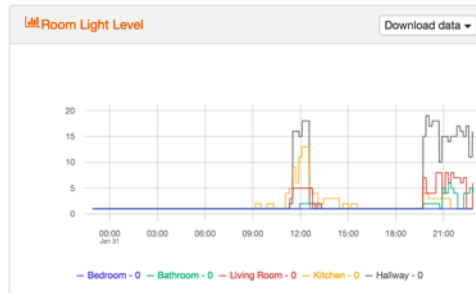 Room Light Level
Download data
20
15
10
5
0
00:00 03:00 06:00 09:00 12:00 15:00 18:00 21:00
Jan 31
Bedroom - 0 Bathroom - 0 Living Room - 0 Kitchen - 0 Hallway - 0